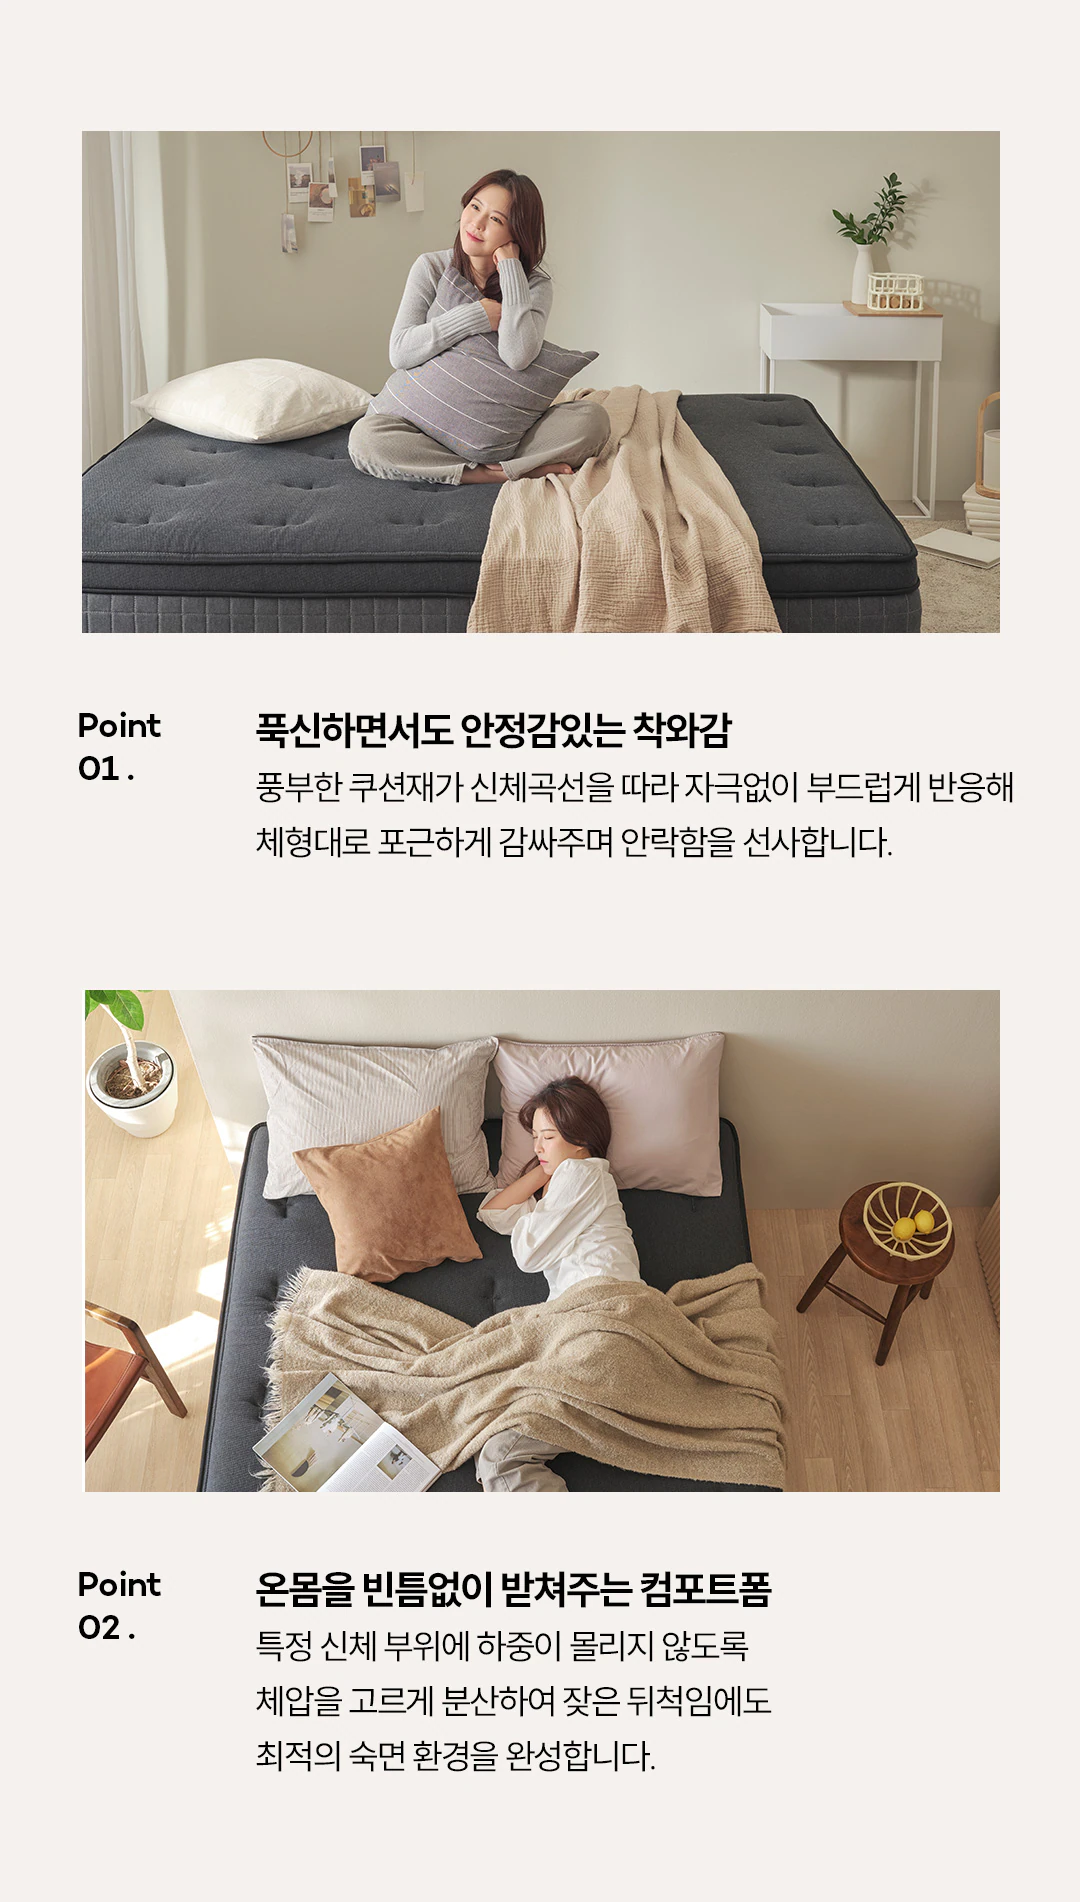 Point
01.
푹신하면서도 안정감있는 착와감
풍부한 쿠션재가 신체곡선을 따라 자극없이 부드럽게 반응해
체형대로 포근하게 감싸주며 안락함을 선사합니다.
Point
02.
온몸을 빈틈없이 받쳐주는 컴포트폼
특정 신체 부위에 하중이 몰리지 않도록
체압을 고르게 분산하여 잦은 뒤척임에도
최적의 숙면 환경을 완성합니다.